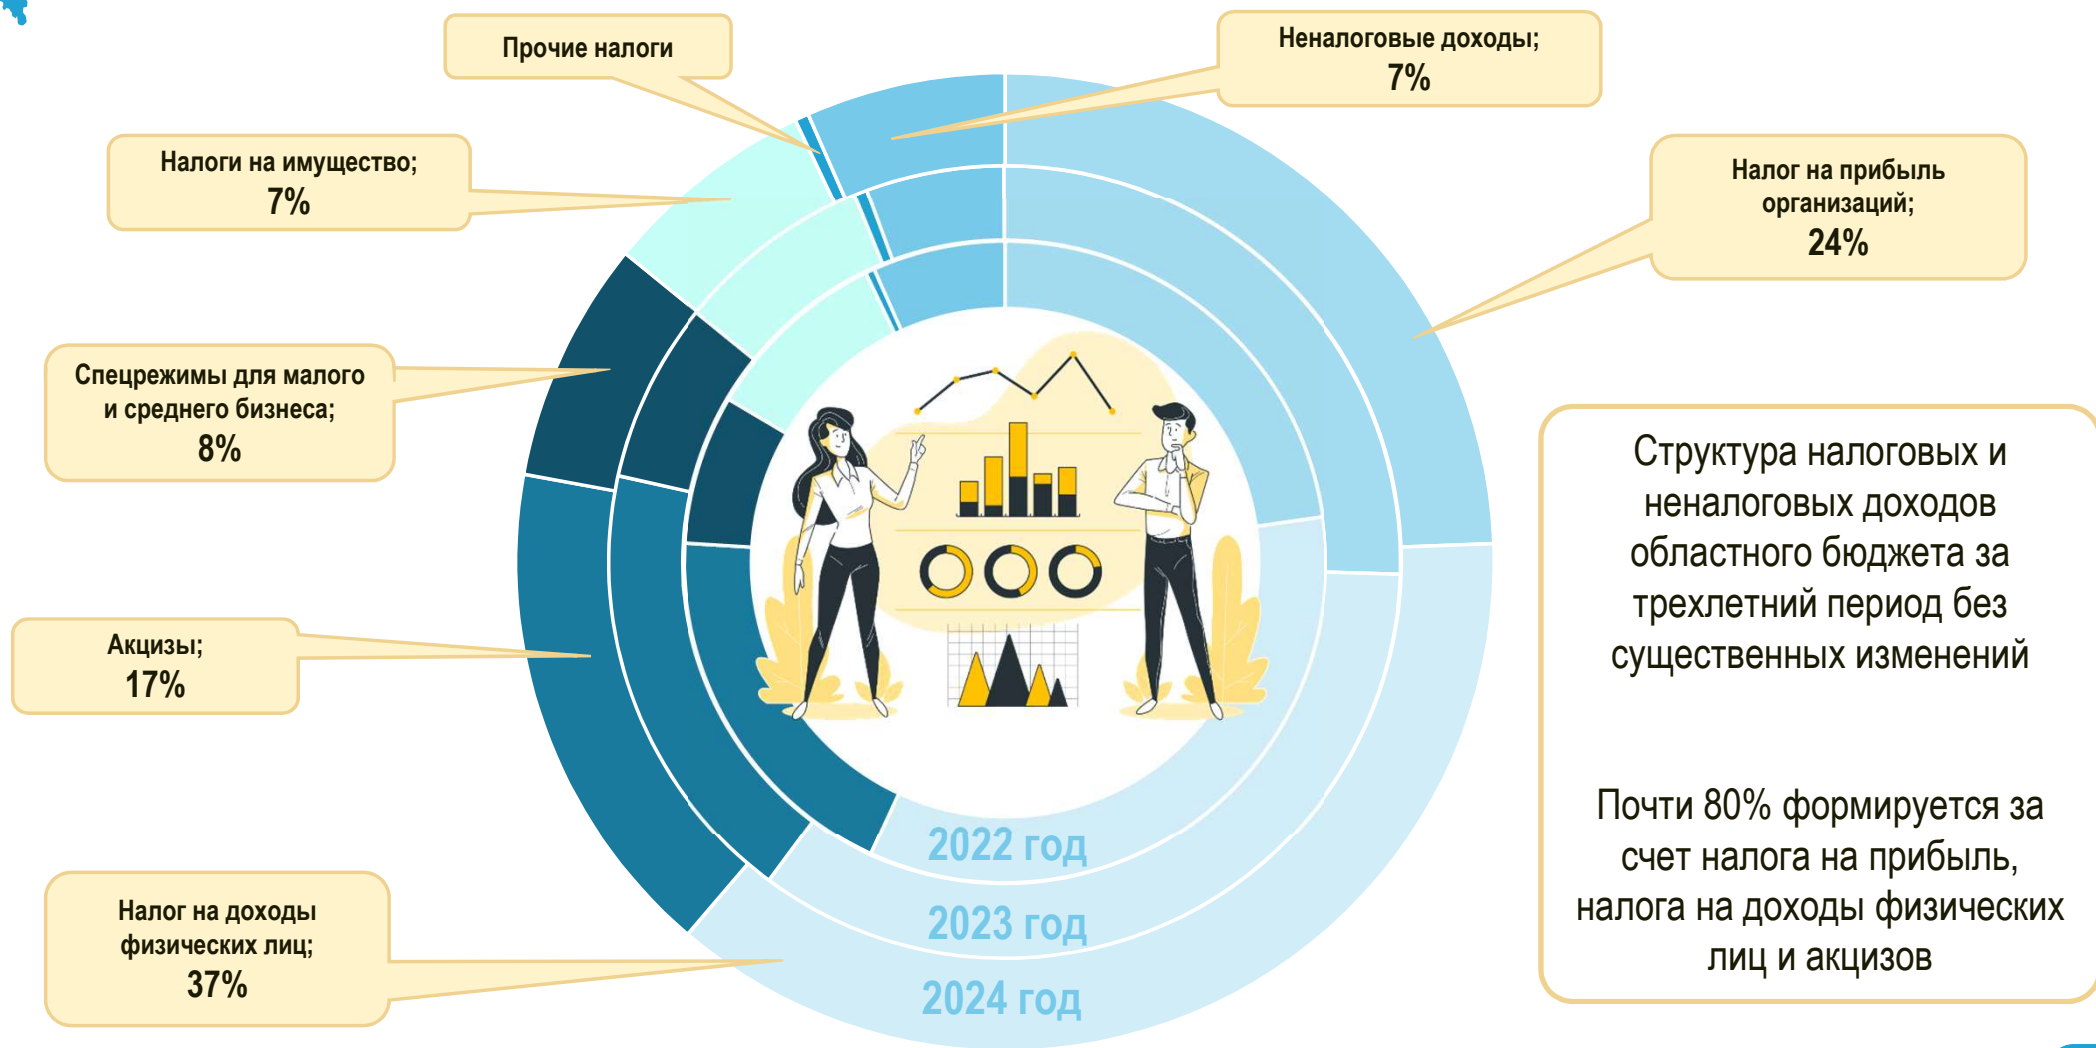 Прочие налоги
Неналоговые доходы;
7%
Налоги на имущество;
7%
Налог на прибыль
организаций;
24%
Спецрежимы для малого
и среднего бизнеса;
8%
Акцизы;
17%
Налог на доходы
физических лиц;
37%
2022 год
2023 год
2024 год
Структура налоговых и
неналоговых доходов
областного бюджета за
трехлетний период без
существенных изменений
Почти 80% формируется за
счет налога на прибыль,
налога на доходы физических
лиц и акцизов